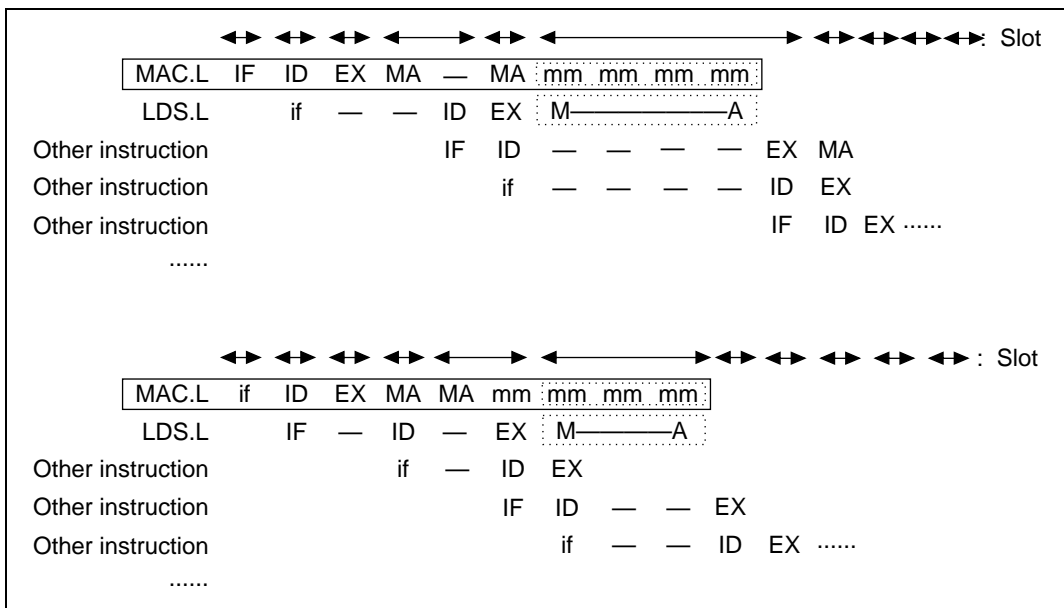 : Slot
MAC.L IF ID EX MA — MA mm mm mm mm
LDS.L if — — ID EX M————A
Other instruction IF ID — — — — EX MA
Other instruction if — — — — ID EX
Other instruction IF ID EX ······
······
: Slot
MAC.L if ID EX MA MA mm mm mm mm
LDS.L IF — ID — EX M———A
Other instruction if — ID EX
Other instruction IF ID — — EX
Other instruction if — — ID EX ······
······